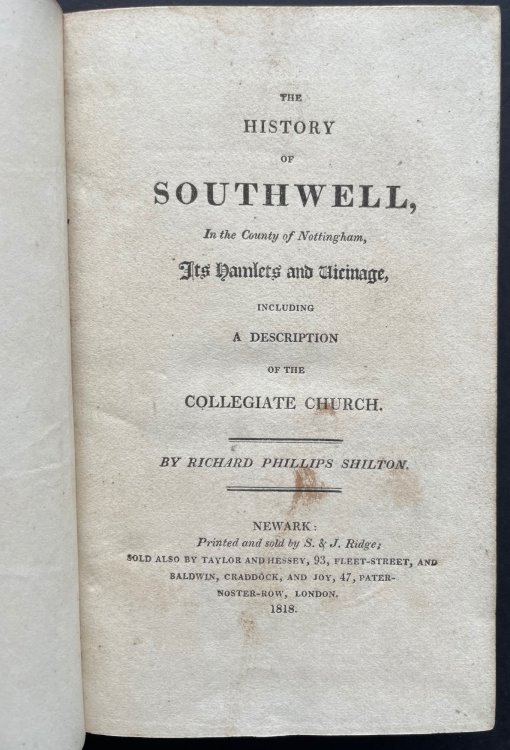 THE
HISTORY
OF
SOUTHWELL,
In the County of Nottingham,
Its Hamlets and Vicinage,
INCLUDING
A DESCRIPTION
OF THE
COLLEGIATE CHURCH.
BY RICHARD PHILLIPS SHILTON.
NEWARK:
Printed and sold by S. & J. Ridge;
SOLD ALSO BY TAYLOR AND HESSEY, 93, FLEET-STREET, AND
BALDWIN, CRADDOCK, AND JOY, 47, PATER-
NOSTER-ROW, LONDON.
1818.